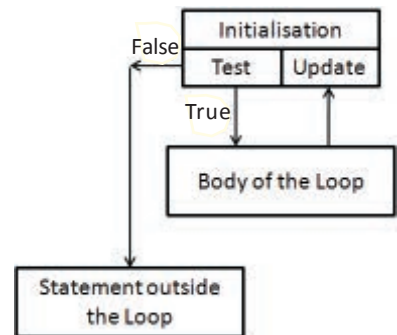 Initialisation
False
Test
Update
True
Body of the Loop
Statement outside
the Loop